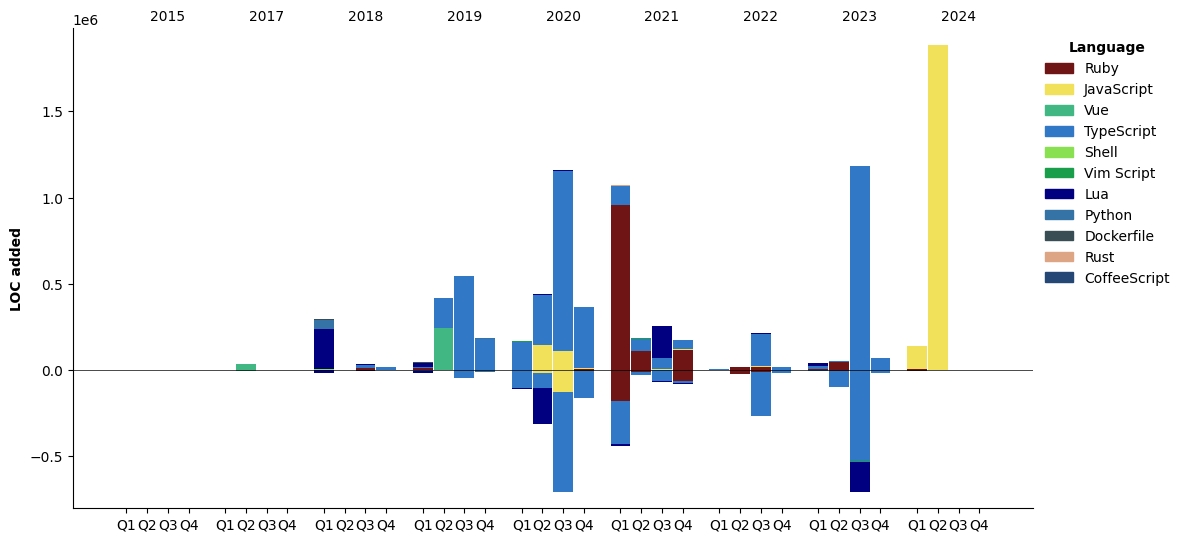 1e6
2015 2017 2018 2019 2020 2021 2022 2023 2024
LOC added
1.5
1.0
0.5
0.0
−0.5
Q1 Q2 Q3 Q4 Q1 Q2 Q3 Q4 Q1 Q2 Q3 Q4 Q1 Q2 Q3 Q4 Q1 Q2 Q3 Q4 Q1 Q2 Q3 Q4 Q1 Q2 Q3 Q4 Q1 Q2 Q3 Q4 Q1 Q2 Q3 Q4
Language
Ruby
JavaScript
Vue
TypeScript
Shell
Vim Script
Lua
Python
Dockerfile
Rust
CoffeeScript